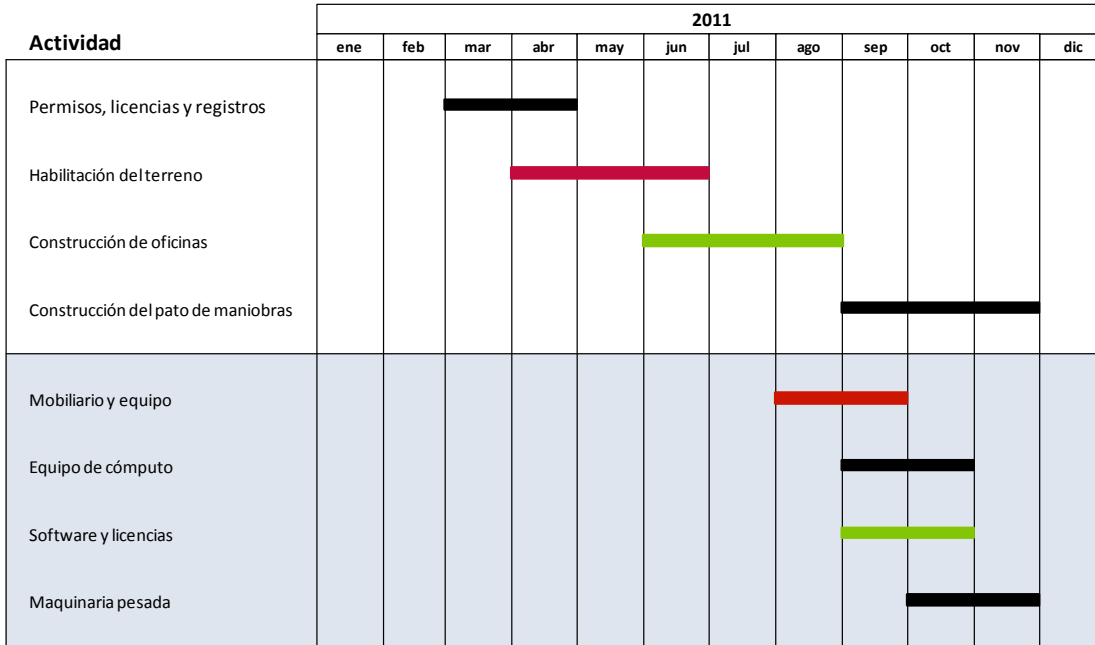 2011
Actividad
ene feb mar abr may jun jul ago sep oct nov dic
Permisos, licencias y registros
Habilitación del terreno
Construcción de oficinas
Construcción del pato de maniobras
Mobiliario y equipo
Equipo de cómputo
Software y licencias
Maquinaria pesada